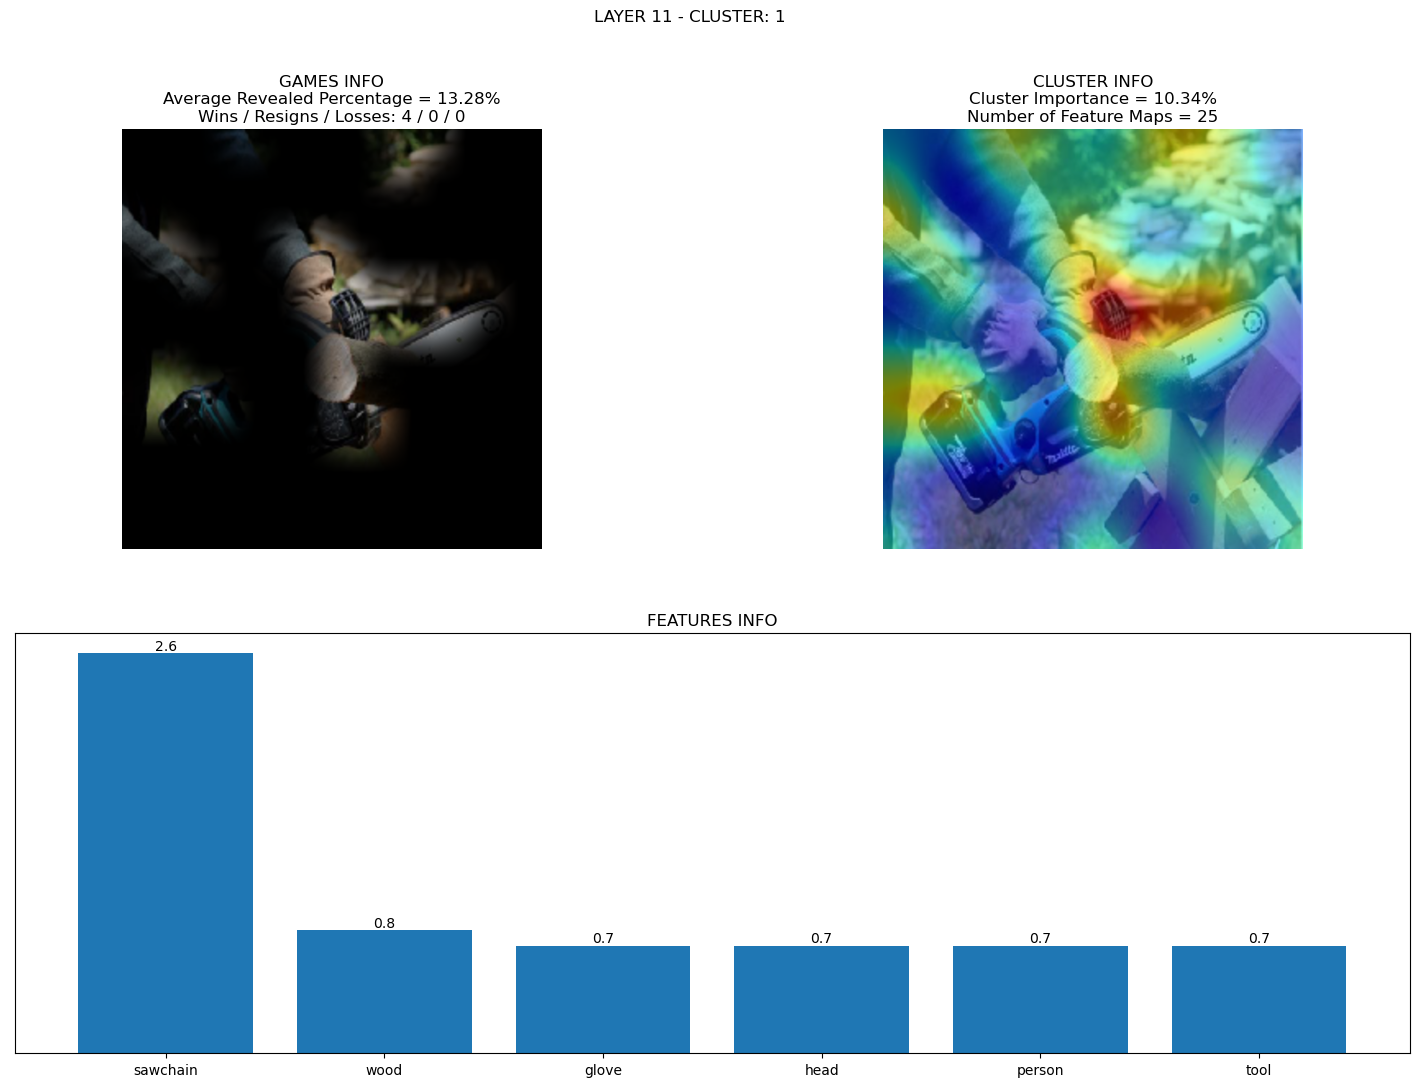 LAYER 11 - CLUSTER: 1
GAMES INFO
Average Revealed Percentage = 13.28%
Wins / Resigns / Losses: 4 / 0 / 0
CLUSTER INFO
Cluster Importance = 10.34%
Number of Feature Maps = 25
FEATURES INFO
2.6
0.8
0.7
0.7
0.7
0.7
sawchain
wood
glove
head
person
tool